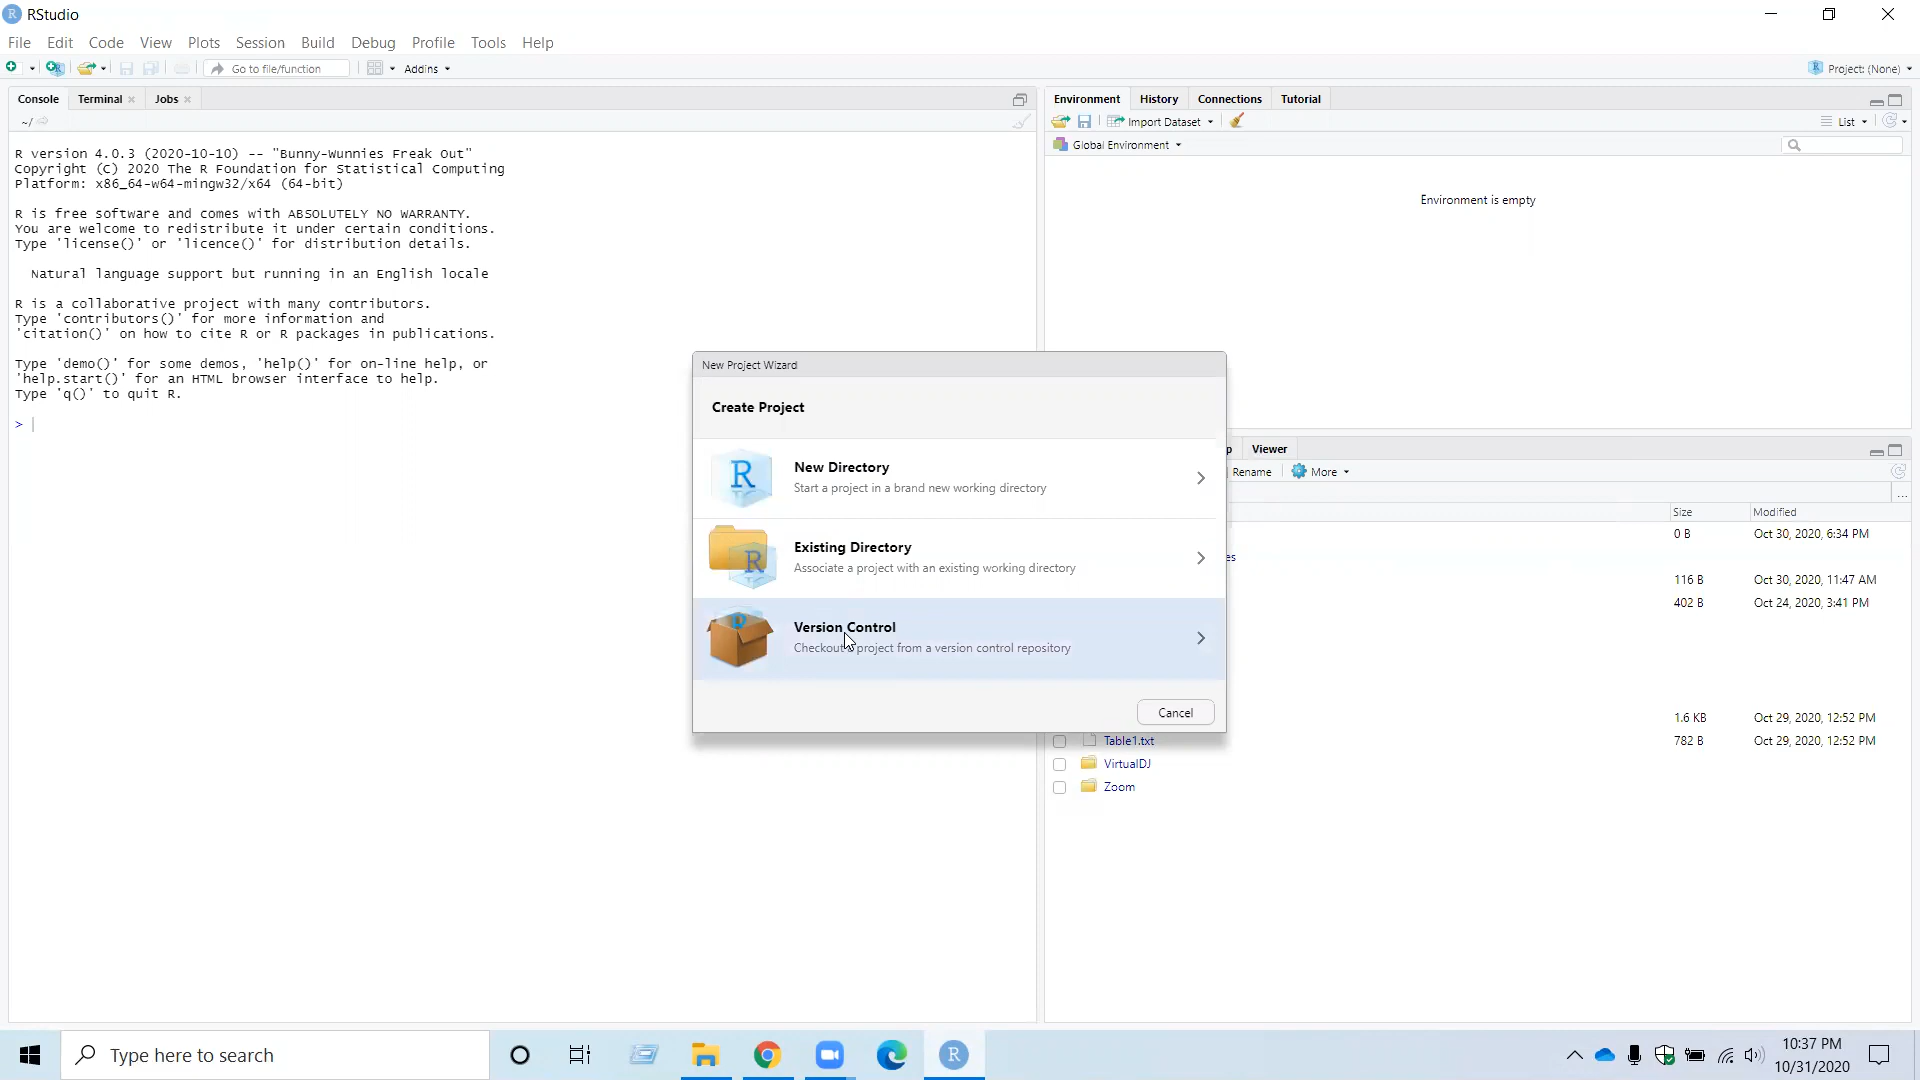 RStudio
File Edit Code View Plots Session Build Debug Profile Tools Help
Go to file/function Addins Project: (None)
Console Terminal Jobs
~/
R version 4.0.3 (2020-10-10) -- "Bunny-Wunnies Freak Out"
Copyright (C) 2020 The R Foundation for Statistical Computing
Platform: x86_64-w64-mingw32/x64 (64-bit)
R is free software and comes with ABSOLUTELY NO WARRANTY.
You are welcome to redistribute it under certain conditions.
Type 'license()' or 'licence()' for distribution details.
Natural language support but running in an English locale
R is a collaborative project with many contributors.
Type 'contributors()' for more information and
'citation()' on how to cite R or R packages in publications.
Type 'demo()' for some demos, 'help()' for on-line help, or
'help.start()' for an HTML browser interface to help.
Type 'q()' to quit R.
>
Environment History Connections Tutorial
Import Dataset List
Global Environment
Environment is empty
New Project Wizard
Create Project
New Directory
Start a project in a brand new working directory
Existing Directory
Associate a project with an existing working directory
Version Control
Checkout a project from a version control repository
Cancel
p Viewer
Rename More
...
Size Modified
0 B Oct 30, 2020, 6:34 PM
es
116 B Oct 30, 2020, 11:47 AM
402 B Oct 24, 2020, 3:41 PM
1.6 KB Oct 29, 2020, 12:52 PM
Table1.txt 782 B Oct 29, 2020, 12:52 PM
VirtualDJ
Zoom
Type here to search
10:37 PM
10/31/2020